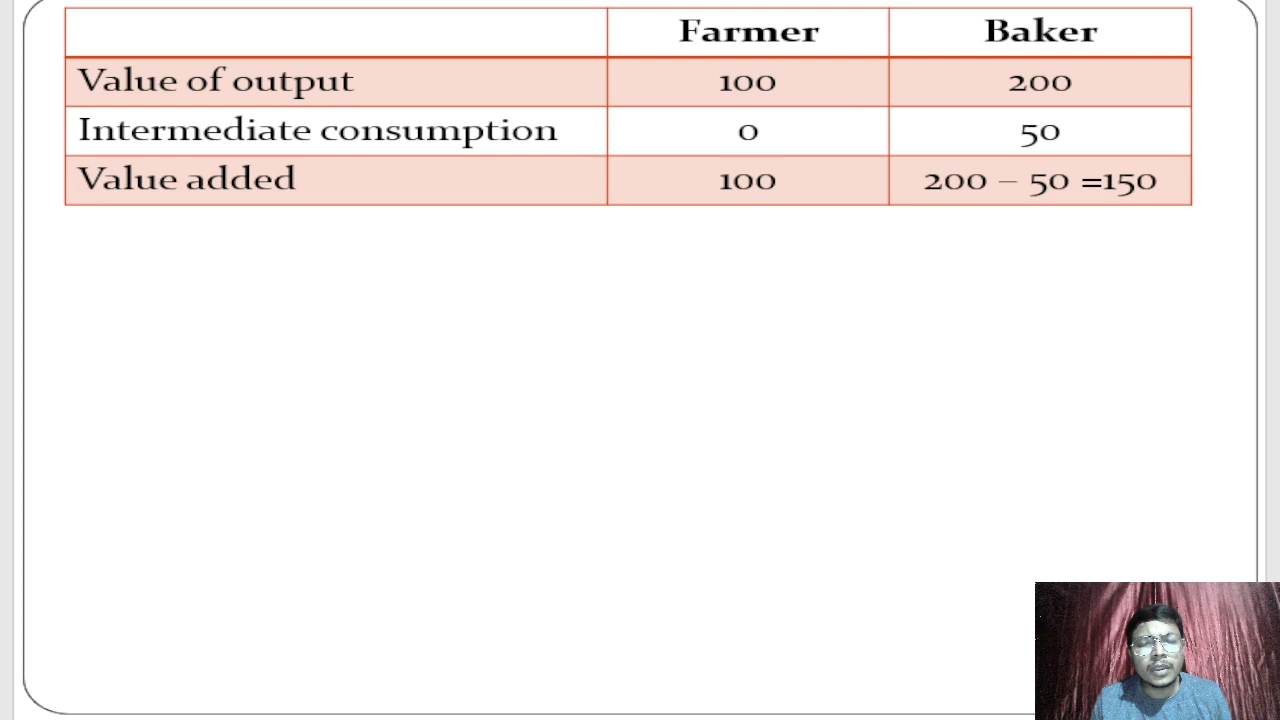 Farmer Baker
Value of output 100 200
Intermediate consumption 0 50
Value added 100 200 – 50 =150